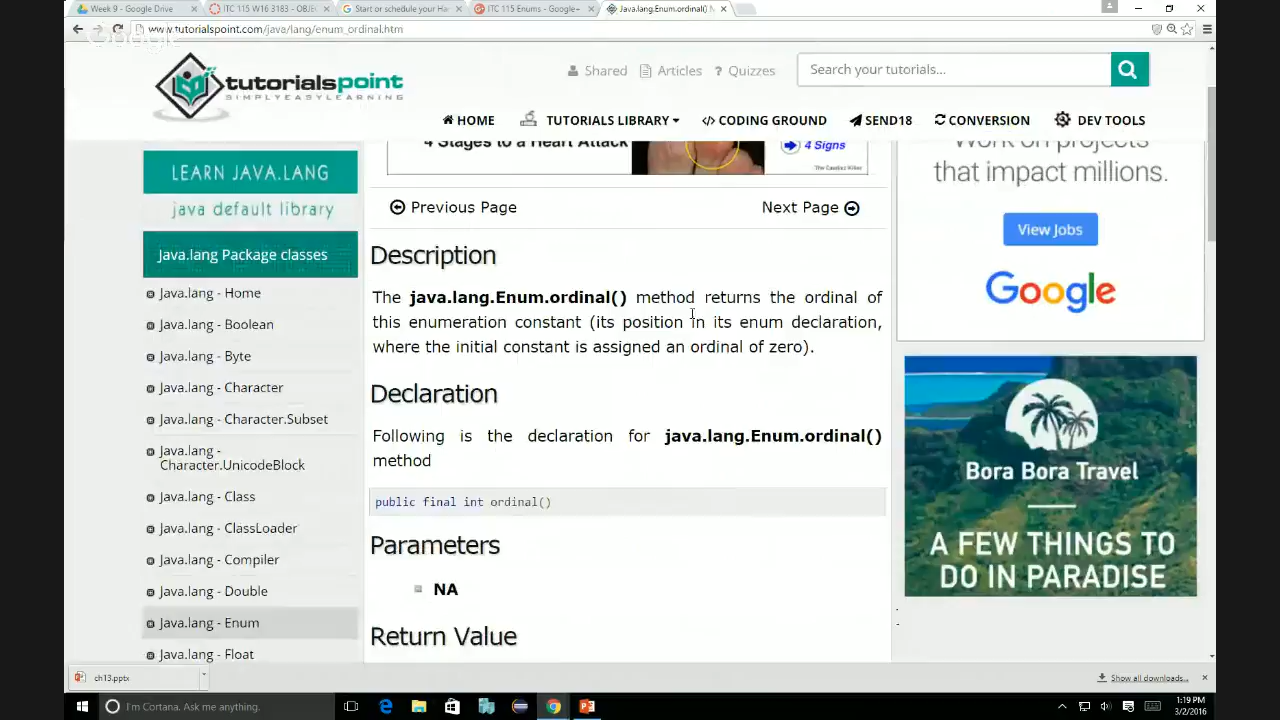 Week 9 - Google Drive
ITC 115 W16 3183 - OBJE
Start or schedule your Ha
ITC 115 Enums - Google+
Java.lang.Enum.ordinal() M
www.tutorialspoint.com/java/lang/enum_ordinal.htm
Google
tutorialspoint
SIMPLYEASYLEARNING
Shared
Articles
? Quizzes
Search your tutorials...
HOME
TUTORIALS LIBRARY
</> CODING GROUND
SEND18
CONVERSION
DEV TOOLS
LEARN JAVA.LANG
java default library
Java.lang Package classes
Java.lang - Home
Java.lang - Boolean
Java.lang - Byte
Java.lang - Character
Java.lang - Character.Subset
Java.lang -
Character.UnicodeBlock
Java.lang - Class
Java.lang - ClassLoader
Java.lang - Compiler
Java.lang - Double
Java.lang - Enum
Java.lang - Float
4 Stages to a Heart Attack
4 Signs
Previous Page
Next Page
Description
The java.lang.Enum.ordinal() method returns the ordinal of
this enumeration constant (its position in its enum declaration,
where the initial constant is assigned an ordinal of zero).
Declaration
Following is the declaration for java.lang.Enum.ordinal()
method
public final int ordinal()
Parameters
NA
Return Value
Work on projects
that impact millions.
View Jobs
Google
Bora Bora Travel
A FEW THINGS TO
DO IN PARADISE
ch13.pptx
Show all downloads...
I'm Cortana. Ask me anything.
1:19 PM
3/2/2016